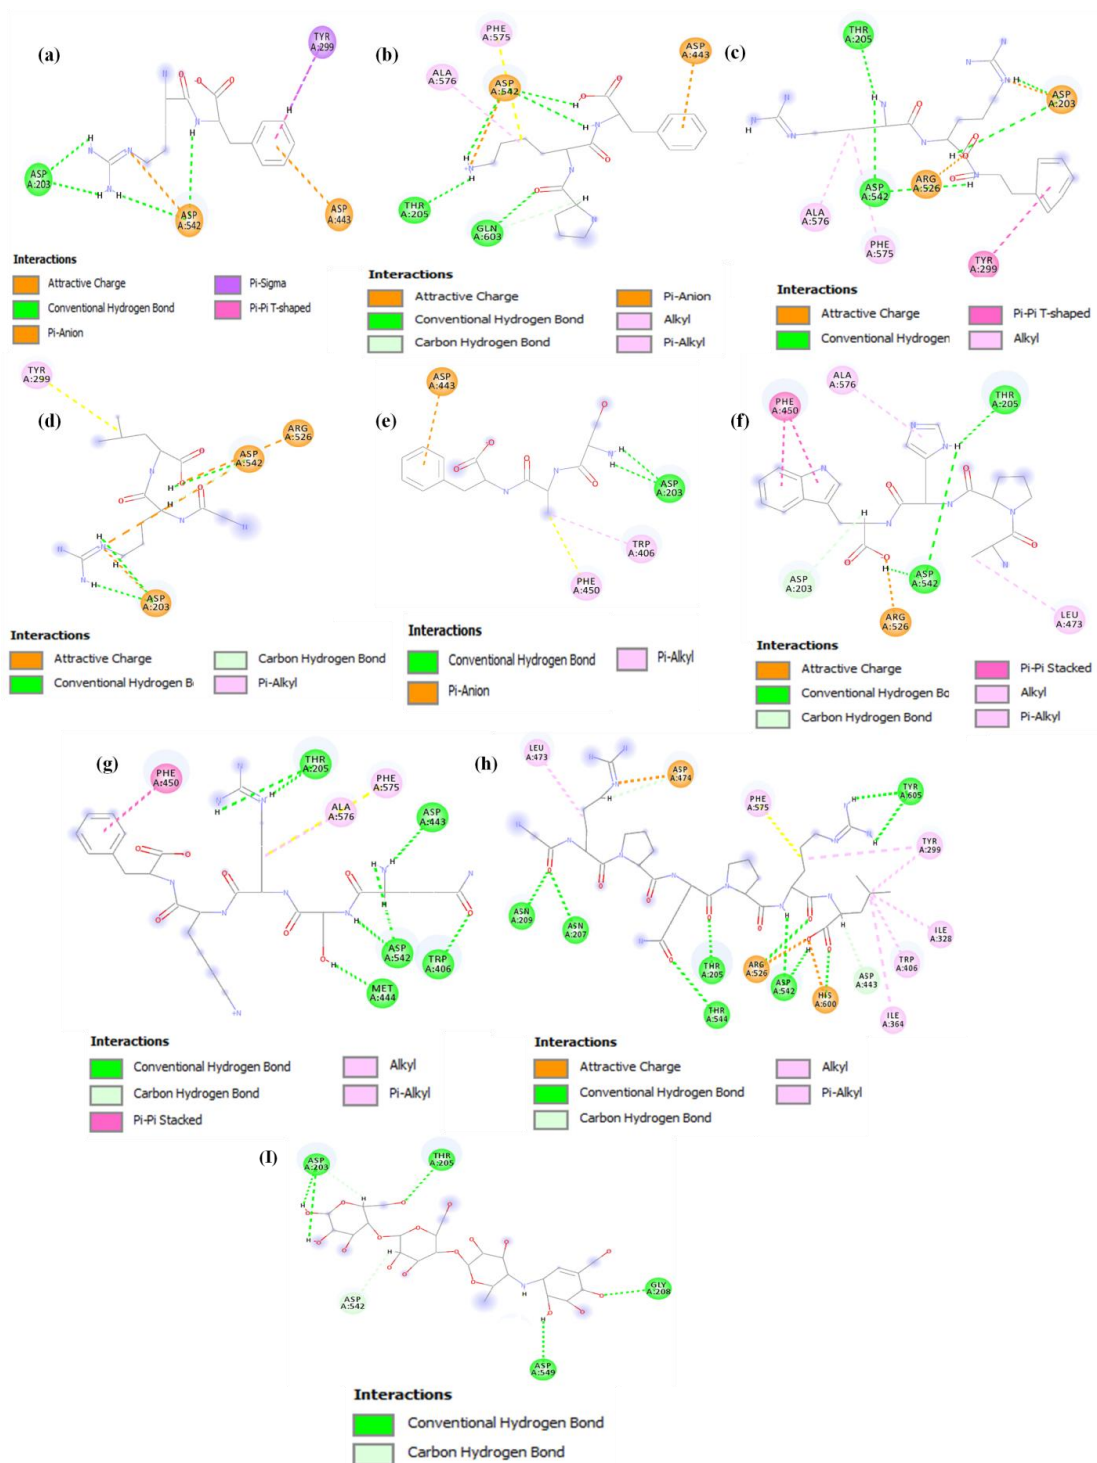 (a)
TYR
A:299
ASP
A:203
ASP
A:542
ASP
A:443
Interactions
Attractive Charge
Conventional Hydrogen Bond
Pi-Anion
Pi-Sigma
Pi-Pi T-shaped
(b)
PHE
A:575
ALA
A:576
ASP
A:542
ASP
A:443
THR
A:205
GLN
A:603
Interactions
Attractive Charge
Conventional Hydrogen Bond
Carbon Hydrogen Bond
Pi-Anion
Alkyl
Pi-Alkyl
(c)
THR
A:205
ASP
A:203
ARG
A:526
ASP
A:542
ALA
A:576
PHE
A:575
TYR
A:299
Interactions
Attractive Charge
Conventional Hydrogen
Pi-Pi T-shaped
Alkyl
(d)
TYR
A:299
ARG
A:526
ASP
A:542
ASP
A:203
Interactions
Attractive Charge
Conventional Hydrogen B
Carbon Hydrogen Bond
Pi-Alkyl
(e)
ASP
A:443
ASP
A:203
TRP
A:406
PHE
A:450
Interactions
Conventional Hydrogen Bond
Pi-Anion
Pi-Alkyl
(f)
ALA
A:576
PHE
A:450
THR
A:205
ASP
A:203
ASP
A:542
ARG
A:526
LEU
A:473
Interactions
Attractive Charge
Conventional Hydrogen Bo
Carbon Hydrogen Bond
Pi-Pi Stacked
Alkyl
Pi-Alkyl
(g)
PHE
A:450
THR
A:205
PHE
A:575
ALA
A:576
ASP
A:443
ASP
A:542
TRP
A:406
MET
A:444
Interactions
Conventional Hydrogen Bond
Carbon Hydrogen Bond
Pi-Pi Stacked
Alkyl
Pi-Alkyl
(h)
LEU
A:473
ASP
A:474
PHE
A:575
TYR
A:605
TYR
A:299
ASN
A:209
ASN
A:207
THR
A:205
ARG
A:526
ASP
A:542
HIS
A:600
ASP
A:443
TRP
A:406
ILE
A:328
THR
A:544
ILE
A:364
Interactions
Attractive Charge
Conventional Hydrogen Bond
Carbon Hydrogen Bond
Alkyl
Pi-Alkyl
(I)
ASP
A:203
THR
A:205
ASP
A:542
GLY
A:208
ASP
A:549
Interactions
Conventional Hydrogen Bond
Carbon Hydrogen Bond